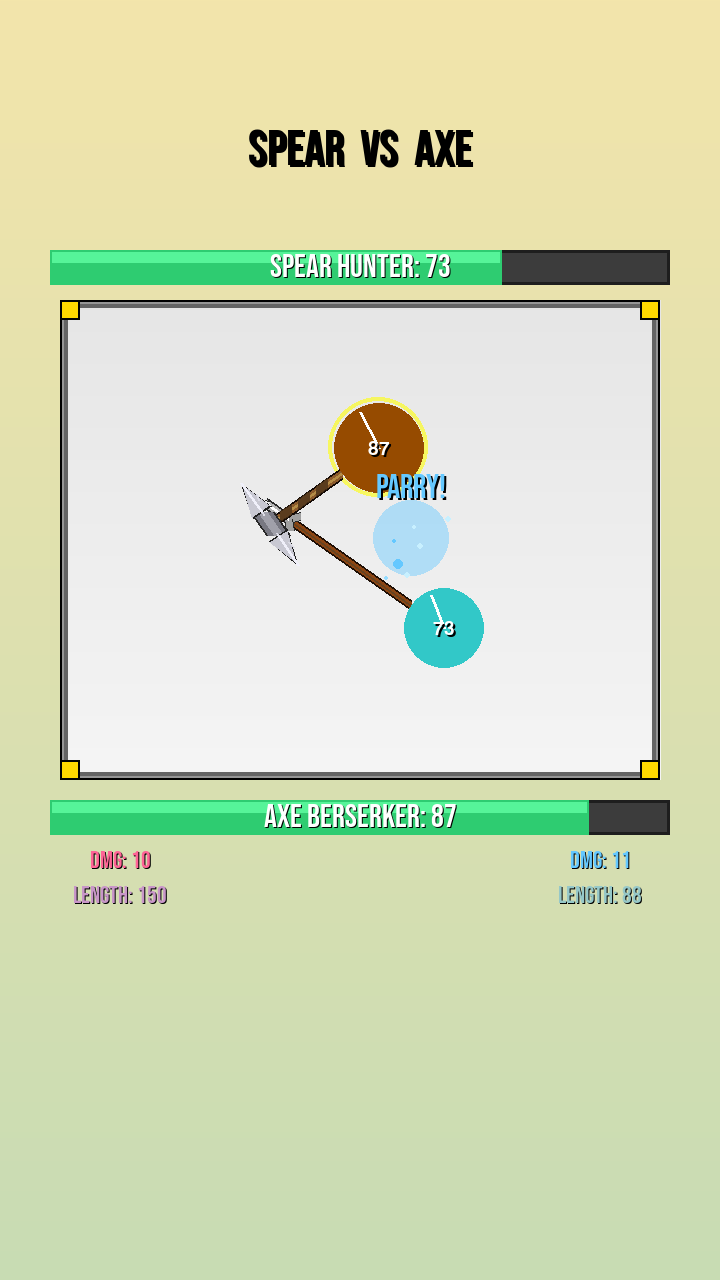 SPEAR VS AXE
SPEAR HUNTER: 73
87
PARRY!
73
AXE BERSERKER: 87
DMG: 10
DMG: 11
LENGTH: 150
LENGTH: 88